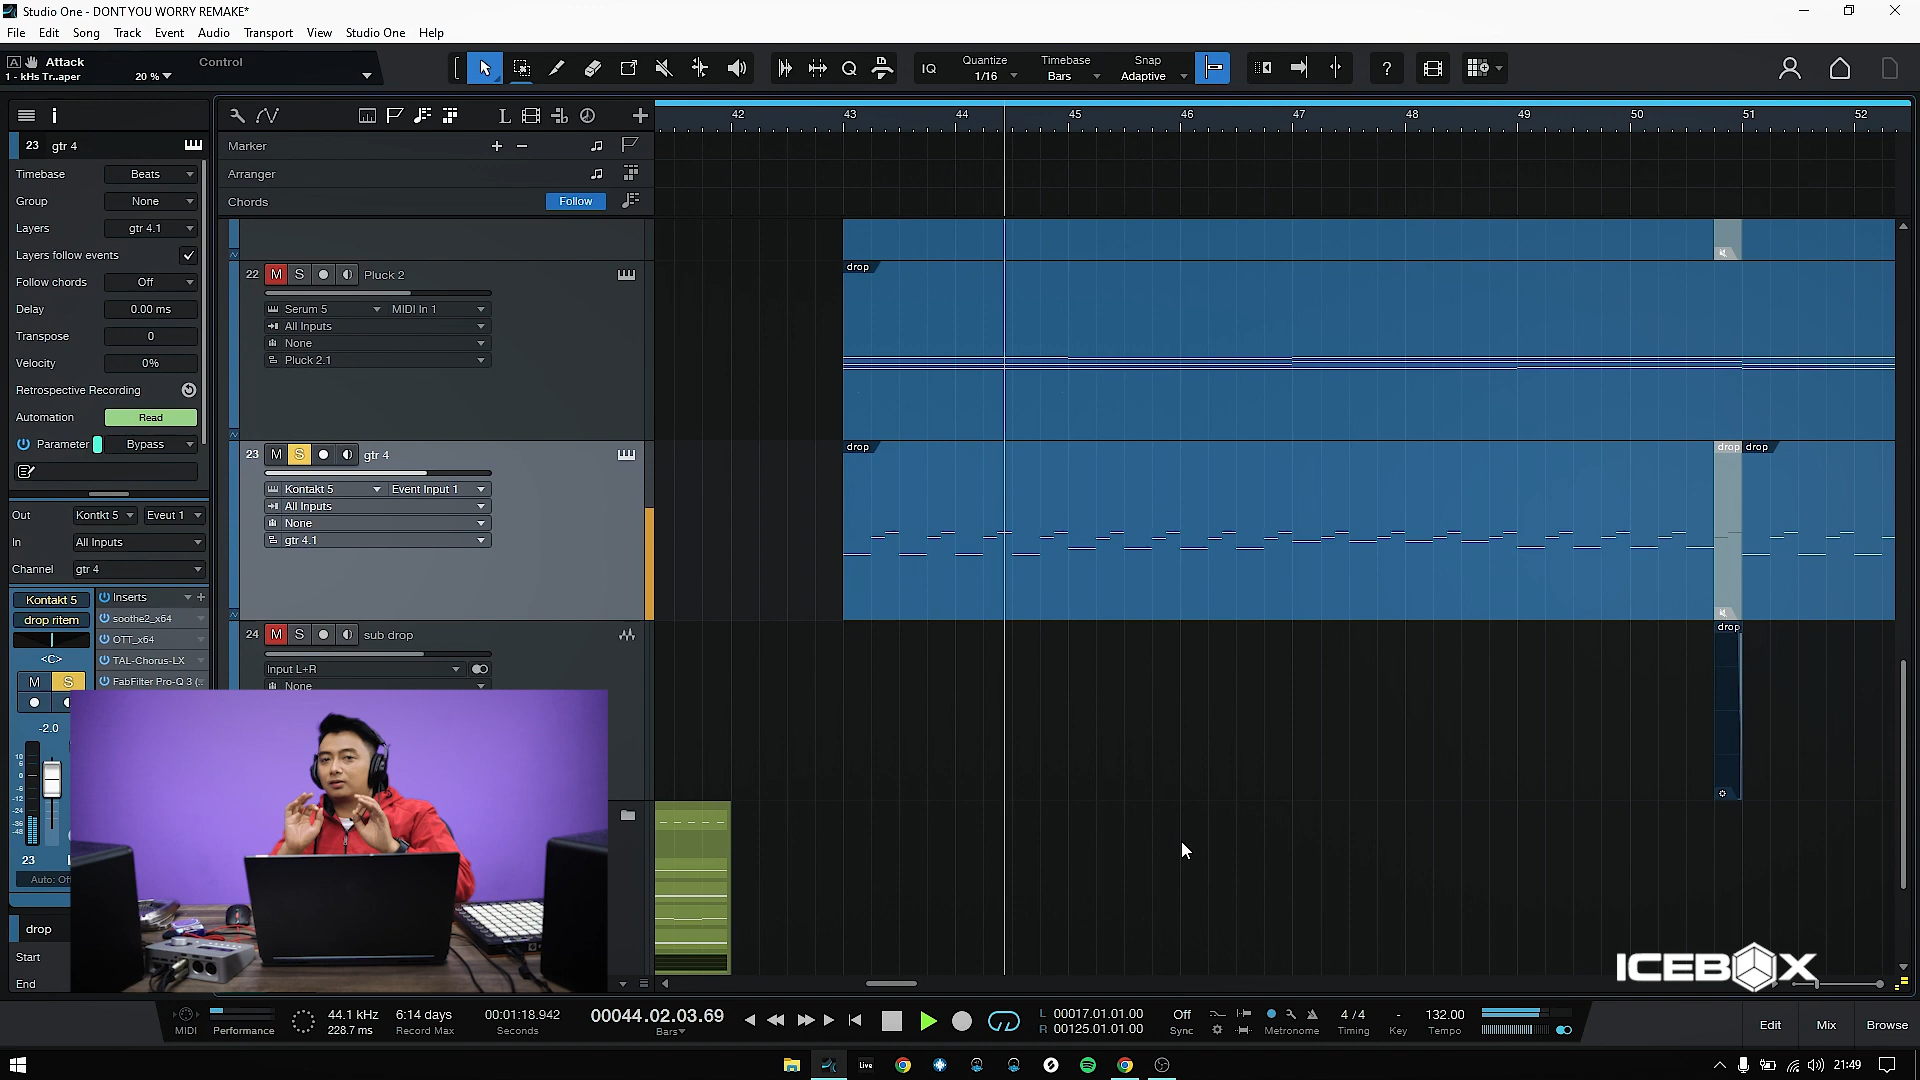 Studio One - DONT YOU WORRY REMAKE*
File Edit Song Track Event Audio Transport View Studio One Help
Attack
1 - kHs Tr..aper 20 %
Control
IQ
Quantize
1/16
Timebase
Bars
Snap
Adaptive
?
23 gtr 4
Timebase Beats
Group None
Layers gtr 4.1
Layers follow events
Follow chords Off
Delay 0.00 ms
Transpose 0
Velocity 0%
Retrospective Recording
Automation Read
Parameter Bypass
Out Kontkt 5 Eveut 1
In All Inputs
Channel gtr 4
Kontakt 5
drop ritem
<C>
M S
-2.0
23
Auto: Off
Inserts
soothe2_x64
OTT_x64
TAL-Chorus-LX
FabFilter Pro-Q 3 (..
drop
Start
End
Marker
Arranger
Chords Follow
42 43 44 45 46 47 48 49 50 51 52
22 M S Pluck 2
Serum 5 MIDI In 1
All Inputs
None
Pluck 2.1
drop
23 M S gtr 4
Kontakt 5 Event Input 1
All Inputs
None
gtr 4.1
drop drop drop
24 M S sub drop
Input L+R
None
drop
ICEBOX
MIDI
Performance
44.1 kHz
228.7 ms
6:14 days
Record Max
00:01:18.942
Seconds
00044.02.03.69
Bars
L 00017.01.01.00
R 00125.01.01.00
Off
Sync
Metronome
4 / 4
Timing
-
Key
132.00
Tempo
Edit Mix Browse
Live
21:49